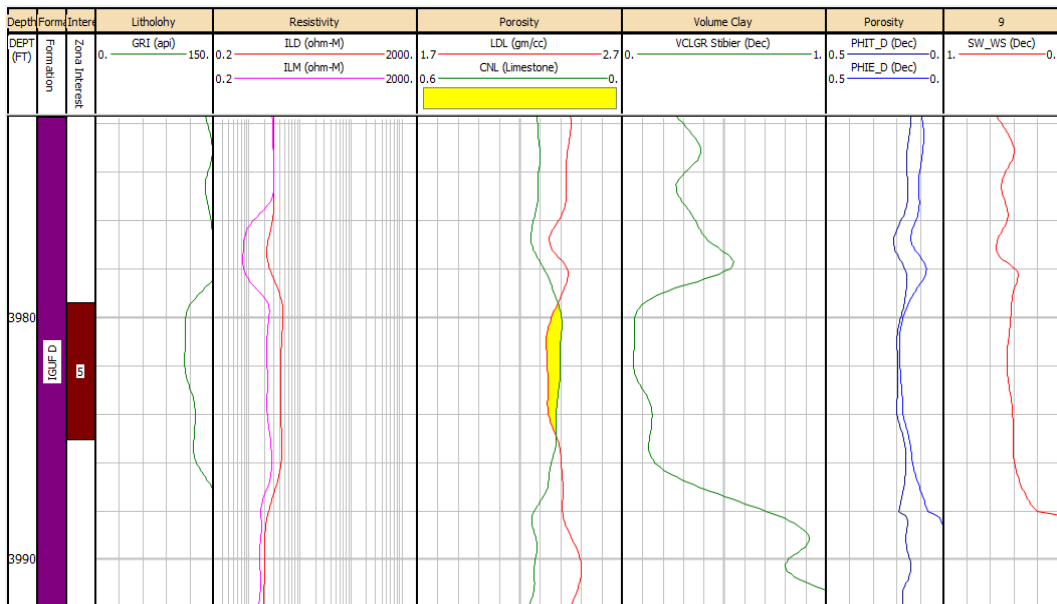 Depth Forma Intere Litholohy Resistivity Porosity Volume Clay Porosity 9
DEPT
(FT)
Formation
Zona Interest
GRI (api)
0. 150.
ILD (ohm-M)
0.2 2000.
ILM (ohm-M)
0.2 2000.
LDL (gm/cc)
1.7 2.7
CNL (Limestone)
0.6 0.
VCLGR Stibier (Dec)
0. 1.
PHIT_D (Dec)
0.5 0.
PHIE_D (Dec)
0.5 0.
SW_WS (Dec)
1. 0.
3980
IGUF D
5
3990